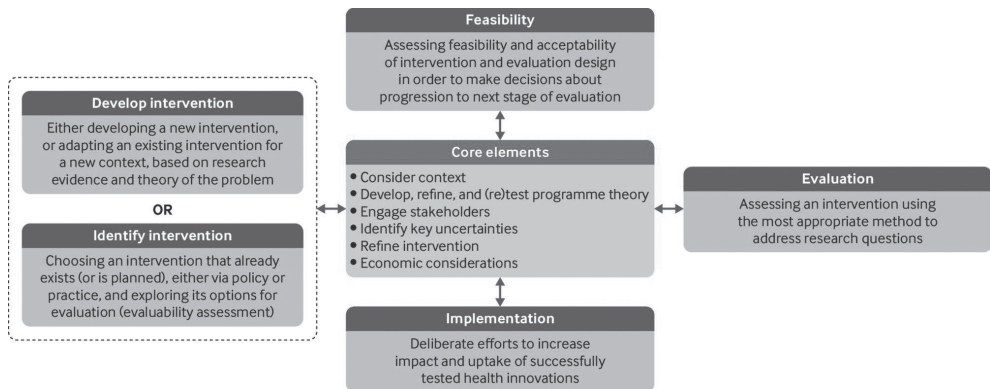 Feasibility
Assessing feasibility and acceptability
of intervention and evaluation design
in order to make decisions about
progression to next stage of evaluation
Develop intervention
Either developing a new intervention,
or adapting an existing intervention for
a new context, based on research
evidence and theory of the problem
OR
Identify intervention
Choosing an intervention that already
exists (or is planned), either via policy or
practice, and exploring its options for
evaluation (evaluability assessment)
Core elements
• Consider context
• Develop, refine, and (re)test programme theory
• Engage stakeholders
• Identify key uncertainties
• Refine intervention
• Economic considerations
Evaluation
Assessing an intervention using
the most appropriate method to
address research questions
Implementation
Deliberate efforts to increase
impact and uptake of successfully
tested health innovations